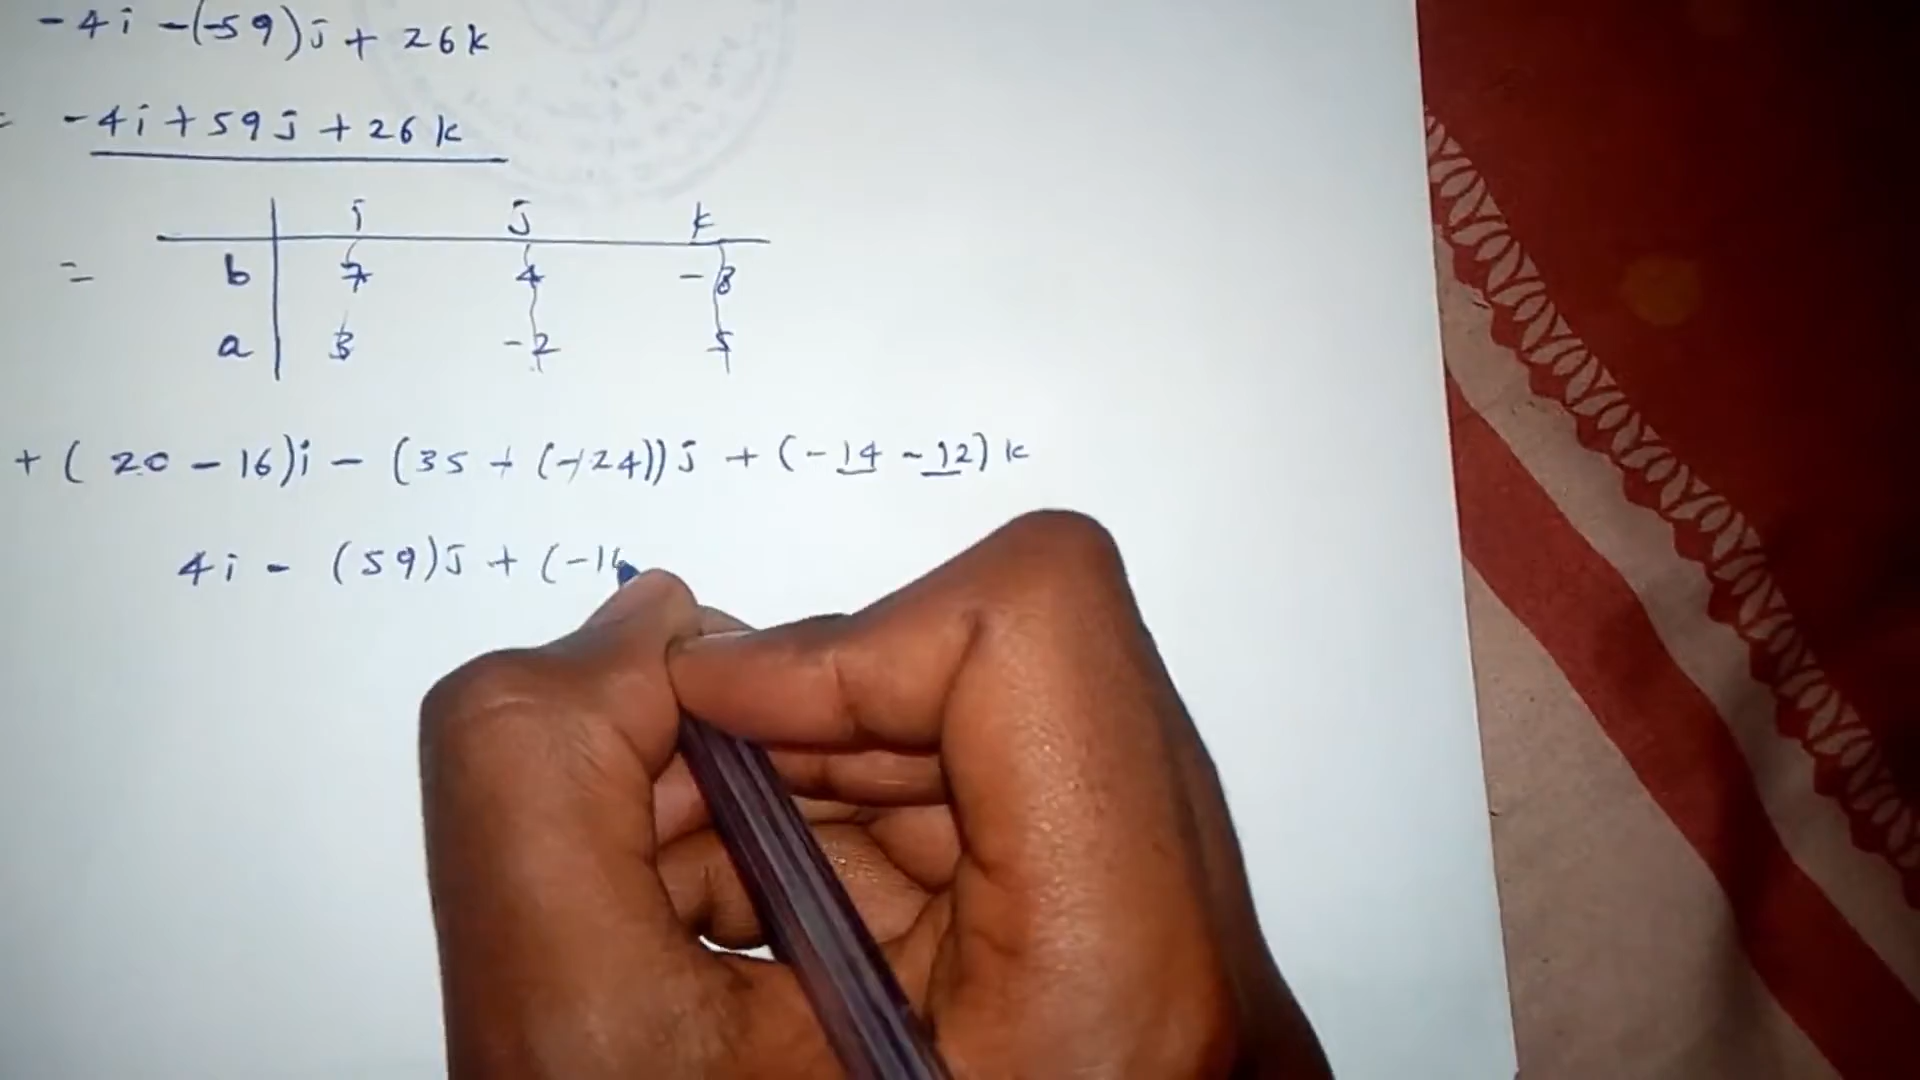 -4i -(-59)j + 26k
= -4i + 59j + 26k
i j k
= b 7 4 -8
a 3 -2 5
+ (20 - 16)i - (35 + (-/24))j + (-14 - 12)k
4i - (59)j + (-16